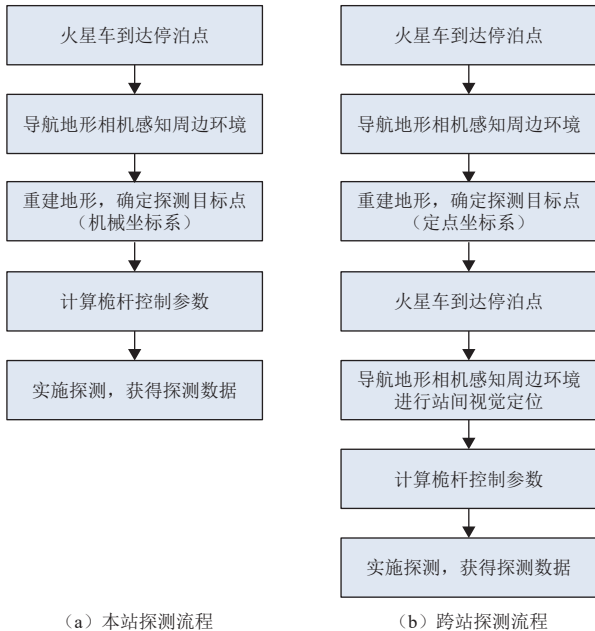 火星车到达停泊点
导航地形相机感知周边环境
重建地形，确定探测目标点
（机械坐标系）
计算桅杆控制参数
实施探测，获得探测数据
（a）本站探测流程
火星车到达停泊点
导航地形相机感知周边环境
重建地形，确定探测目标点
（定点坐标系）
火星车到达停泊点
导航地形相机感知周边环境
进行站间视觉定位
计算桅杆控制参数
实施探测，获得探测数据
（b）跨站探测流程